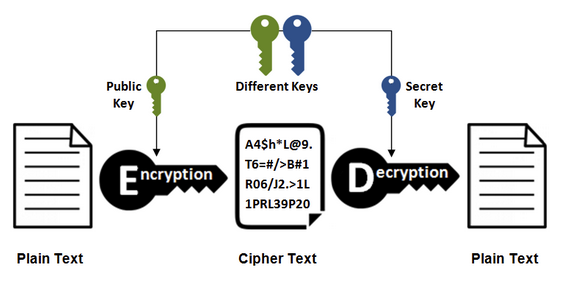 Public
Key
Different Keys
Secret
Key
Encryption
A4$h*L@9.
T6=#/>B#1
R06/J2.>1L
1PRL39P20
Decryption
Plain Text
Cipher Text
Plain Text